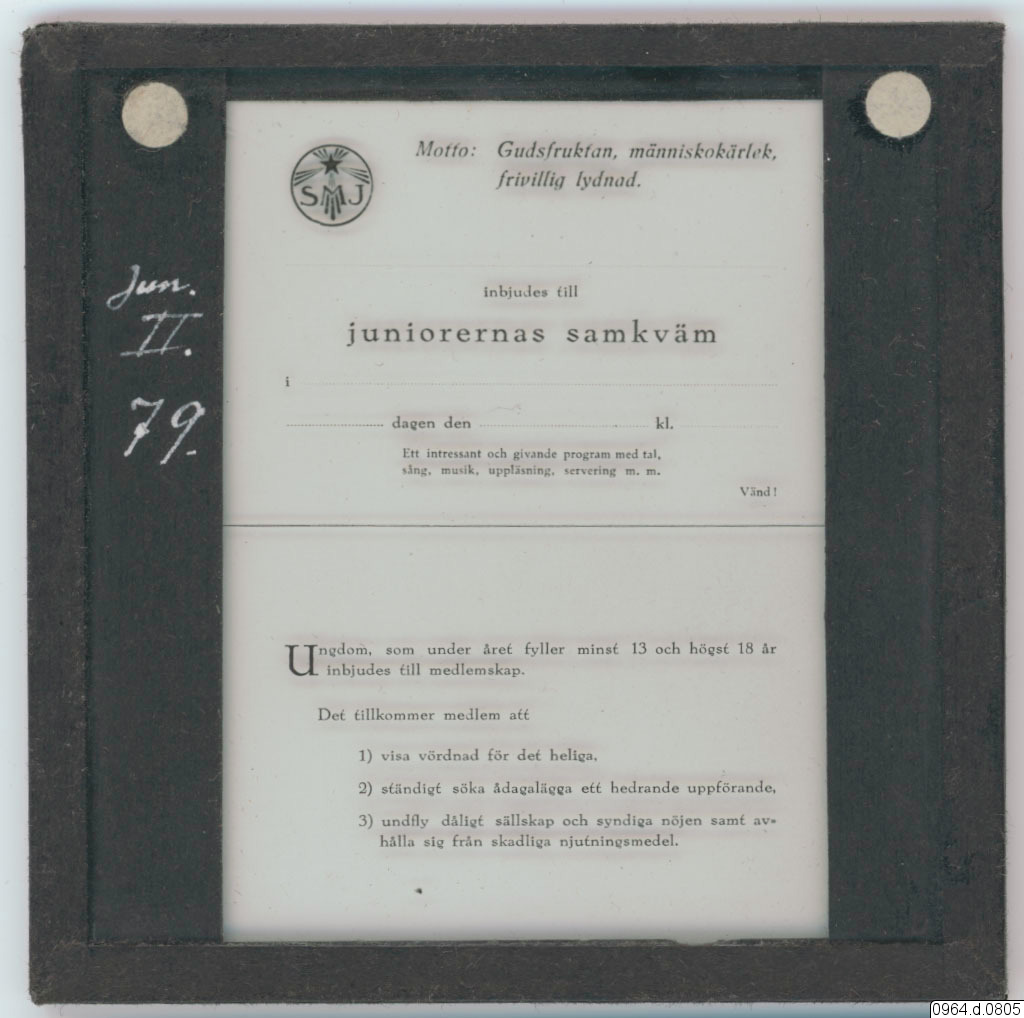 SMJ
Motto: Gudsfruktan, människokärlek,
frivillig lydnad.
inbjudes till
juniorernas samkväm
i
dagen den kl.
Ett intressant och givande program med tal,
sång, musik, uppläsning, servering m. m.
Vänd!
Ungdom, som under året fyller minst 13 och högst 18 år
inbjudes till medlemskap.
Det tillkommer medlem att
1) visa vördnad för det heliga,
2) ständigt söka ådagalägga ett hedrande uppförande,
3) undfly dåligt sällskap och syndiga nöjen samt av-
hålla sig från skadliga njutningsmedel.
Jun.
II.
79.
0964.d.0805